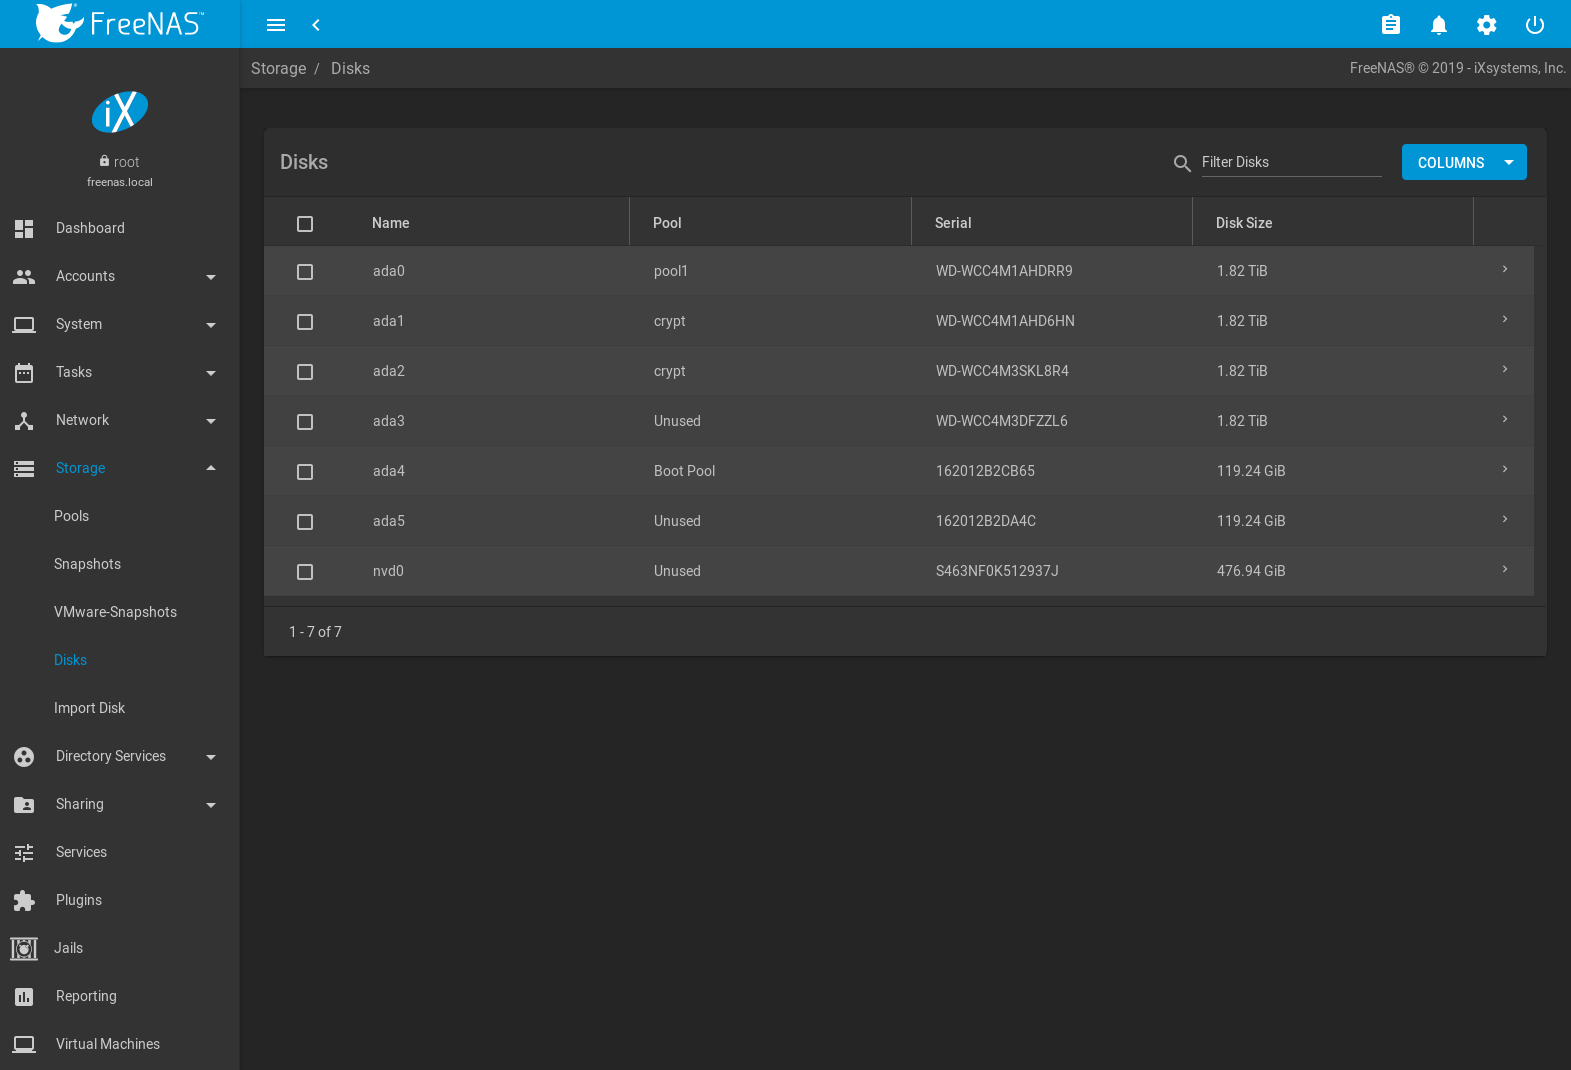 FreeNAS™
Storage / Disks
FreeNAS® © 2019 - iXsystems, Inc.
iX
root
freenas.local
Dashboard
Accounts
System
Tasks
Network
Storage
Pools
Snapshots
VMware-Snapshots
Disks
Import Disk
Directory Services
Sharing
Services
Plugins
Jails
Reporting
Virtual Machines
Disks
Filter Disks
COLUMNS
Name Pool Serial Disk Size
ada0 pool1 WD-WCC4M1AHDRR9 1.82 TiB
ada1 crypt WD-WCC4M1AHD6HN 1.82 TiB
ada2 crypt WD-WCC4M3SKL8R4 1.82 TiB
ada3 Unused WD-WCC4M3DFZZL6 1.82 TiB
ada4 Boot Pool 162012B2CB65 119.24 GiB
ada5 Unused 162012B2DA4C 119.24 GiB
nvd0 Unused S463NF0K512937J 476.94 GiB
1 - 7 of 7